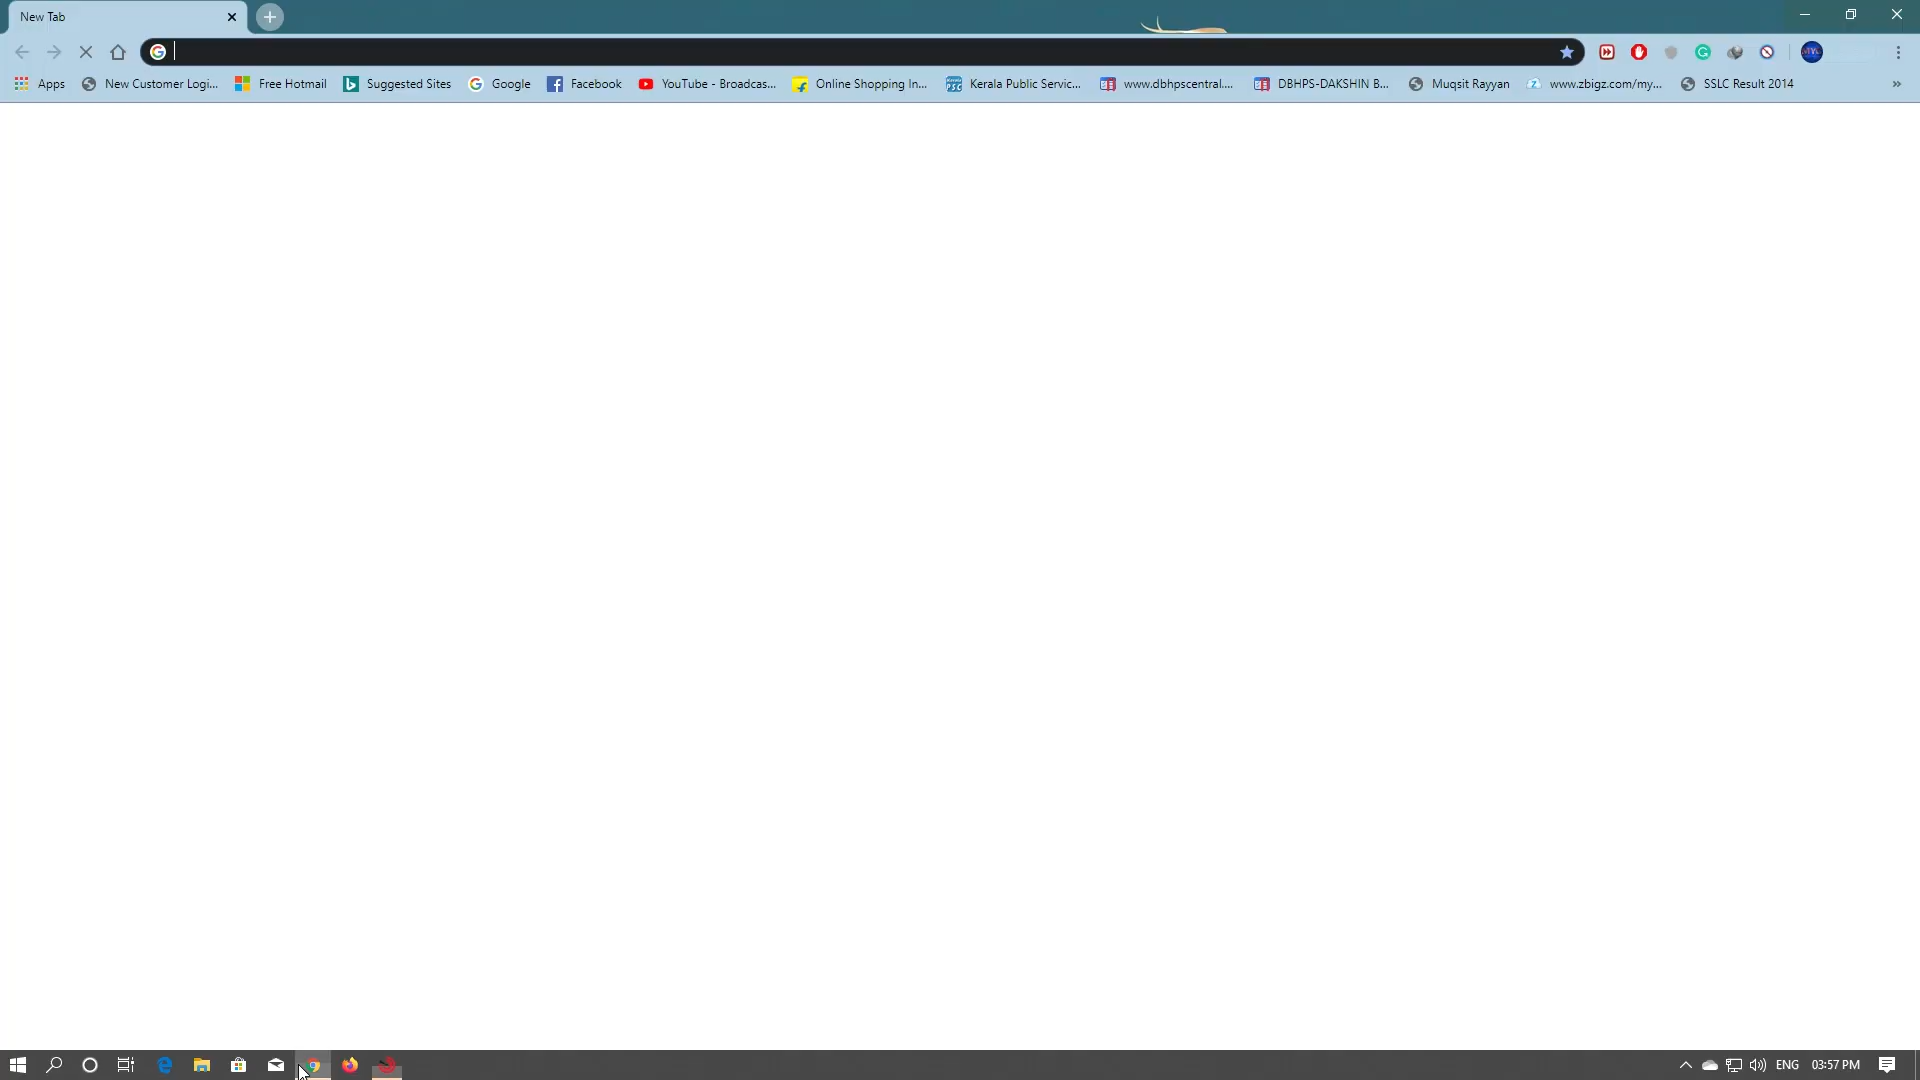 New Tab
Apps New Customer Logi... Free Hotmail Suggested Sites Google Facebook YouTube - Broadcas... Online Shopping In... Kerala Public Servic... www.dbhpscentral.... DBHPS-DAKSHIN B... Muqsit Rayyan www.zbigz.com/my... SSLC Result 2014 »
ENG 03:57 PM